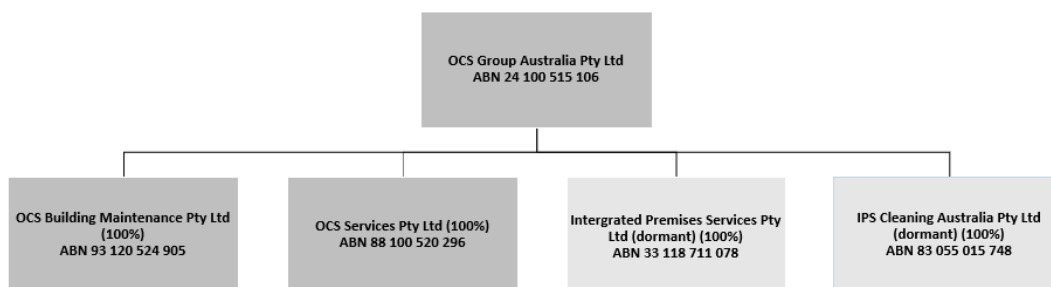 OCS Group Australia Pty Ltd
ABN 24 100 515 106
OCS Building Maintenance Pty Ltd
(100%)
ABN 93 120 524 905
OCS Services Pty Ltd (100%)
ABN 88 100 520 296
Intergrated Premises Services Pty
Ltd (dormant) (100%)
ABN 33 118 711 078
IPS Cleaning Australia Pty Ltd
(dormant) (100%)
ABN 83 055 015 748